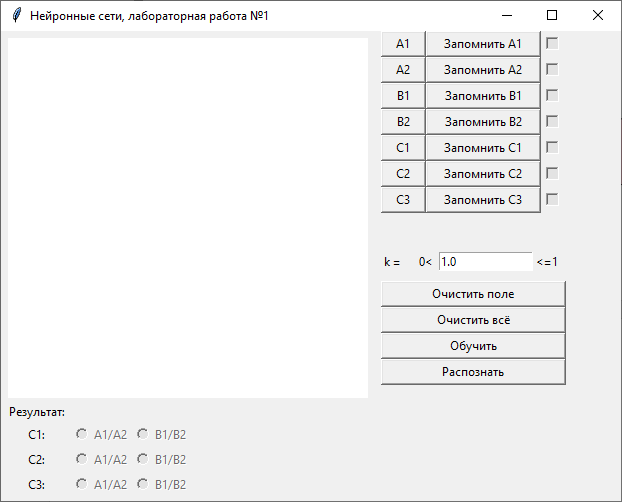 Нейронные сети, лабораторная работа №1
A1 Запомнить A1
A2 Запомнить A2
B1 Запомнить B1
B2 Запомнить B2
C1 Запомнить C1
C2 Запомнить C2
C3 Запомнить C3
k = 0< 1.0 <=1
Очистить поле
Очистить всё
Обучить
Распознать
Результат:
C1: A1/A2 B1/B2
C2: A1/A2 B1/B2
C3: A1/A2 B1/B2